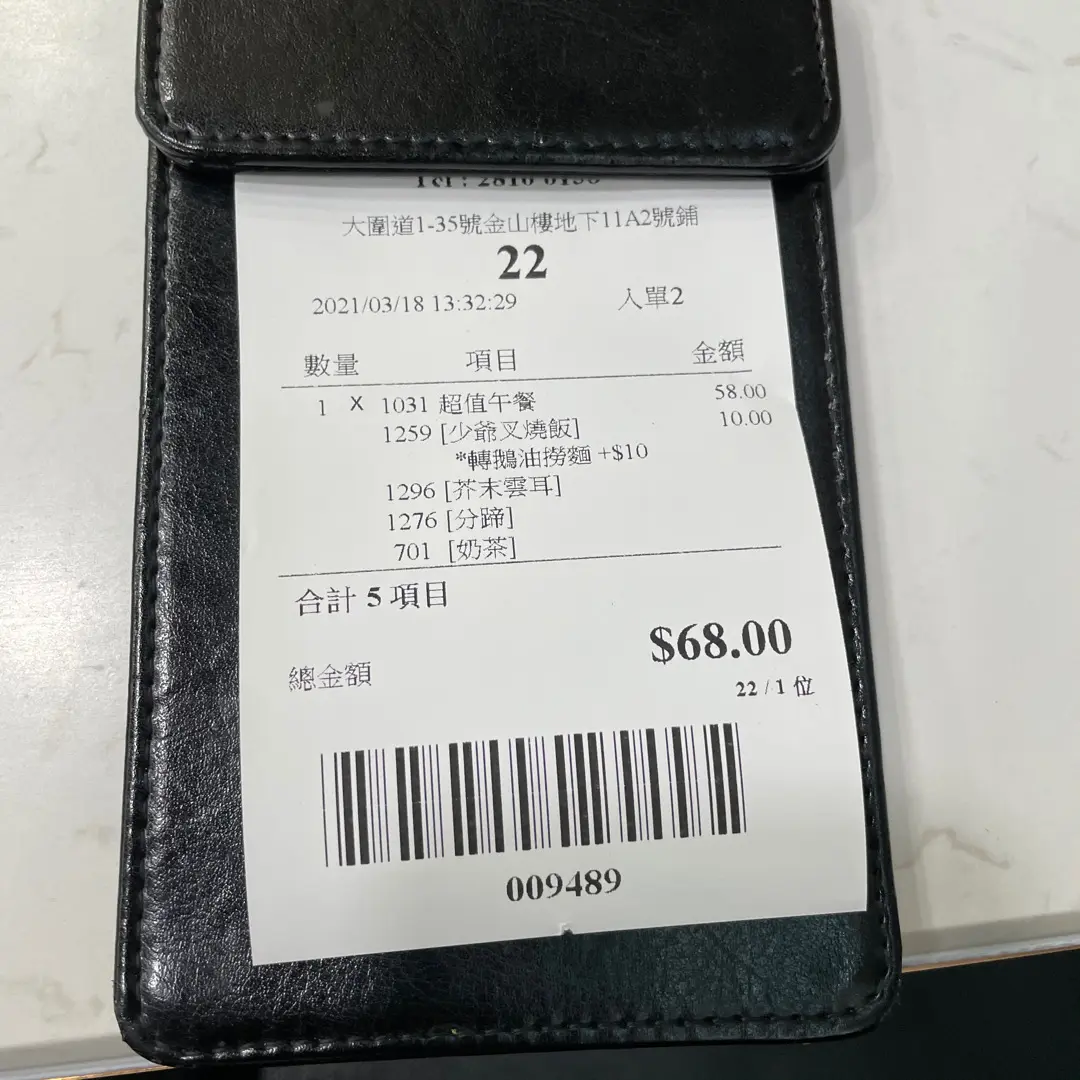 Tel : 2810
大圍道1-35號金山樓地下11A2號鋪
22
2021/03/18 13:32:29 入單2
數量 項目 金額
1 X 1031 超值午餐 58.00
1259 [少爺叉燒飯] 10.00
*轉鵝油撈麵 +$10
1296 [芥末雲耳]
1276 [分蹄]
701 [奶茶]
合計 5 項目
$68.00
總金額
22 / 1 位
009489